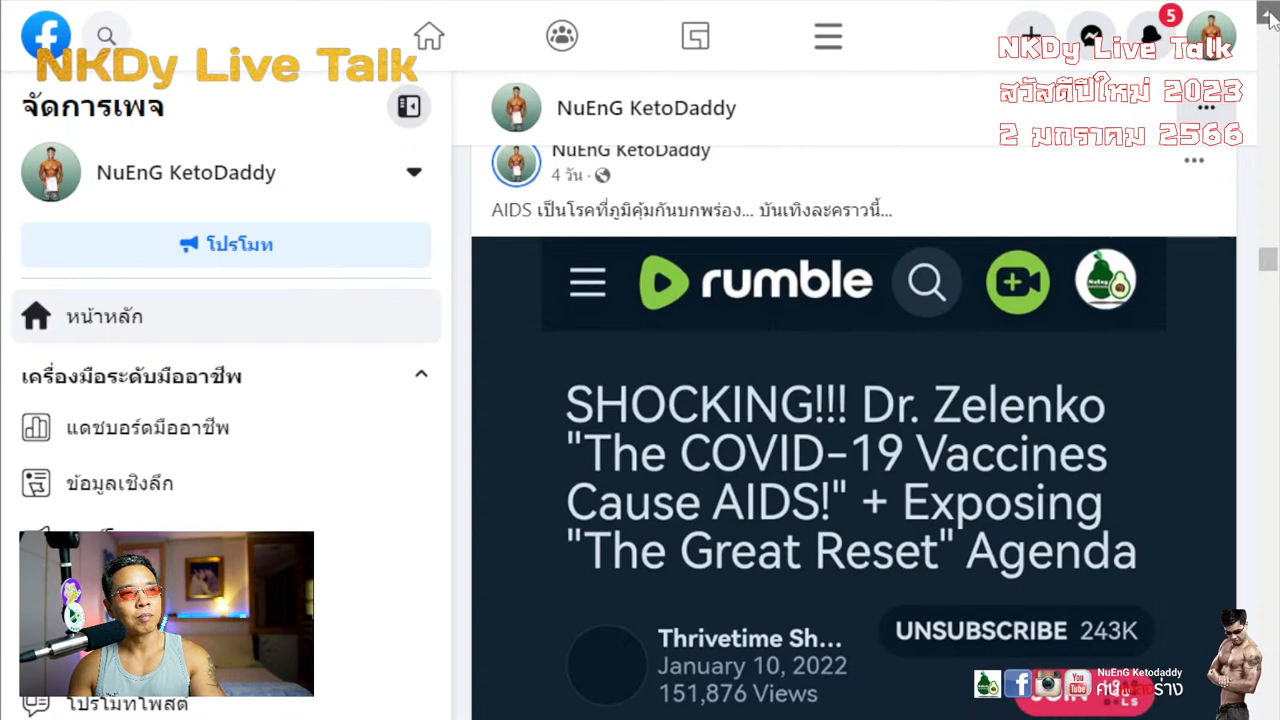 5
NKDy Live Talk
NKDy Live Talk
สวัสดีปีใหม่ 2023
2 มกราคม 2566
จัดการเพจ
NuEnG KetoDaddy
โปรโมท
หน้าหลัก
เครื่องมือระดับมืออาชีพ
แดชบอร์ดมืออาชีพ
ข้อมูลเชิงลึก
โปรโมทโพสต์
NuEnG KetoDaddy
NuEnG KetoDaddy
4 วัน ·
AIDS เป็นโรคที่ภูมิคุ้มกันบกพร่อง... บันเทิงละคราวนี้...
rumble
SHOCKING!!! Dr. Zelenko
"The COVID-19 Vaccines
Cause AIDS!" + Exposing
"The Great Reset" Agenda
Thrivetime Sh...
January 10, 2022
151,876 Views
UNSUBSCRIBE 243K
NuEnG Ketodaddy
You
Tube